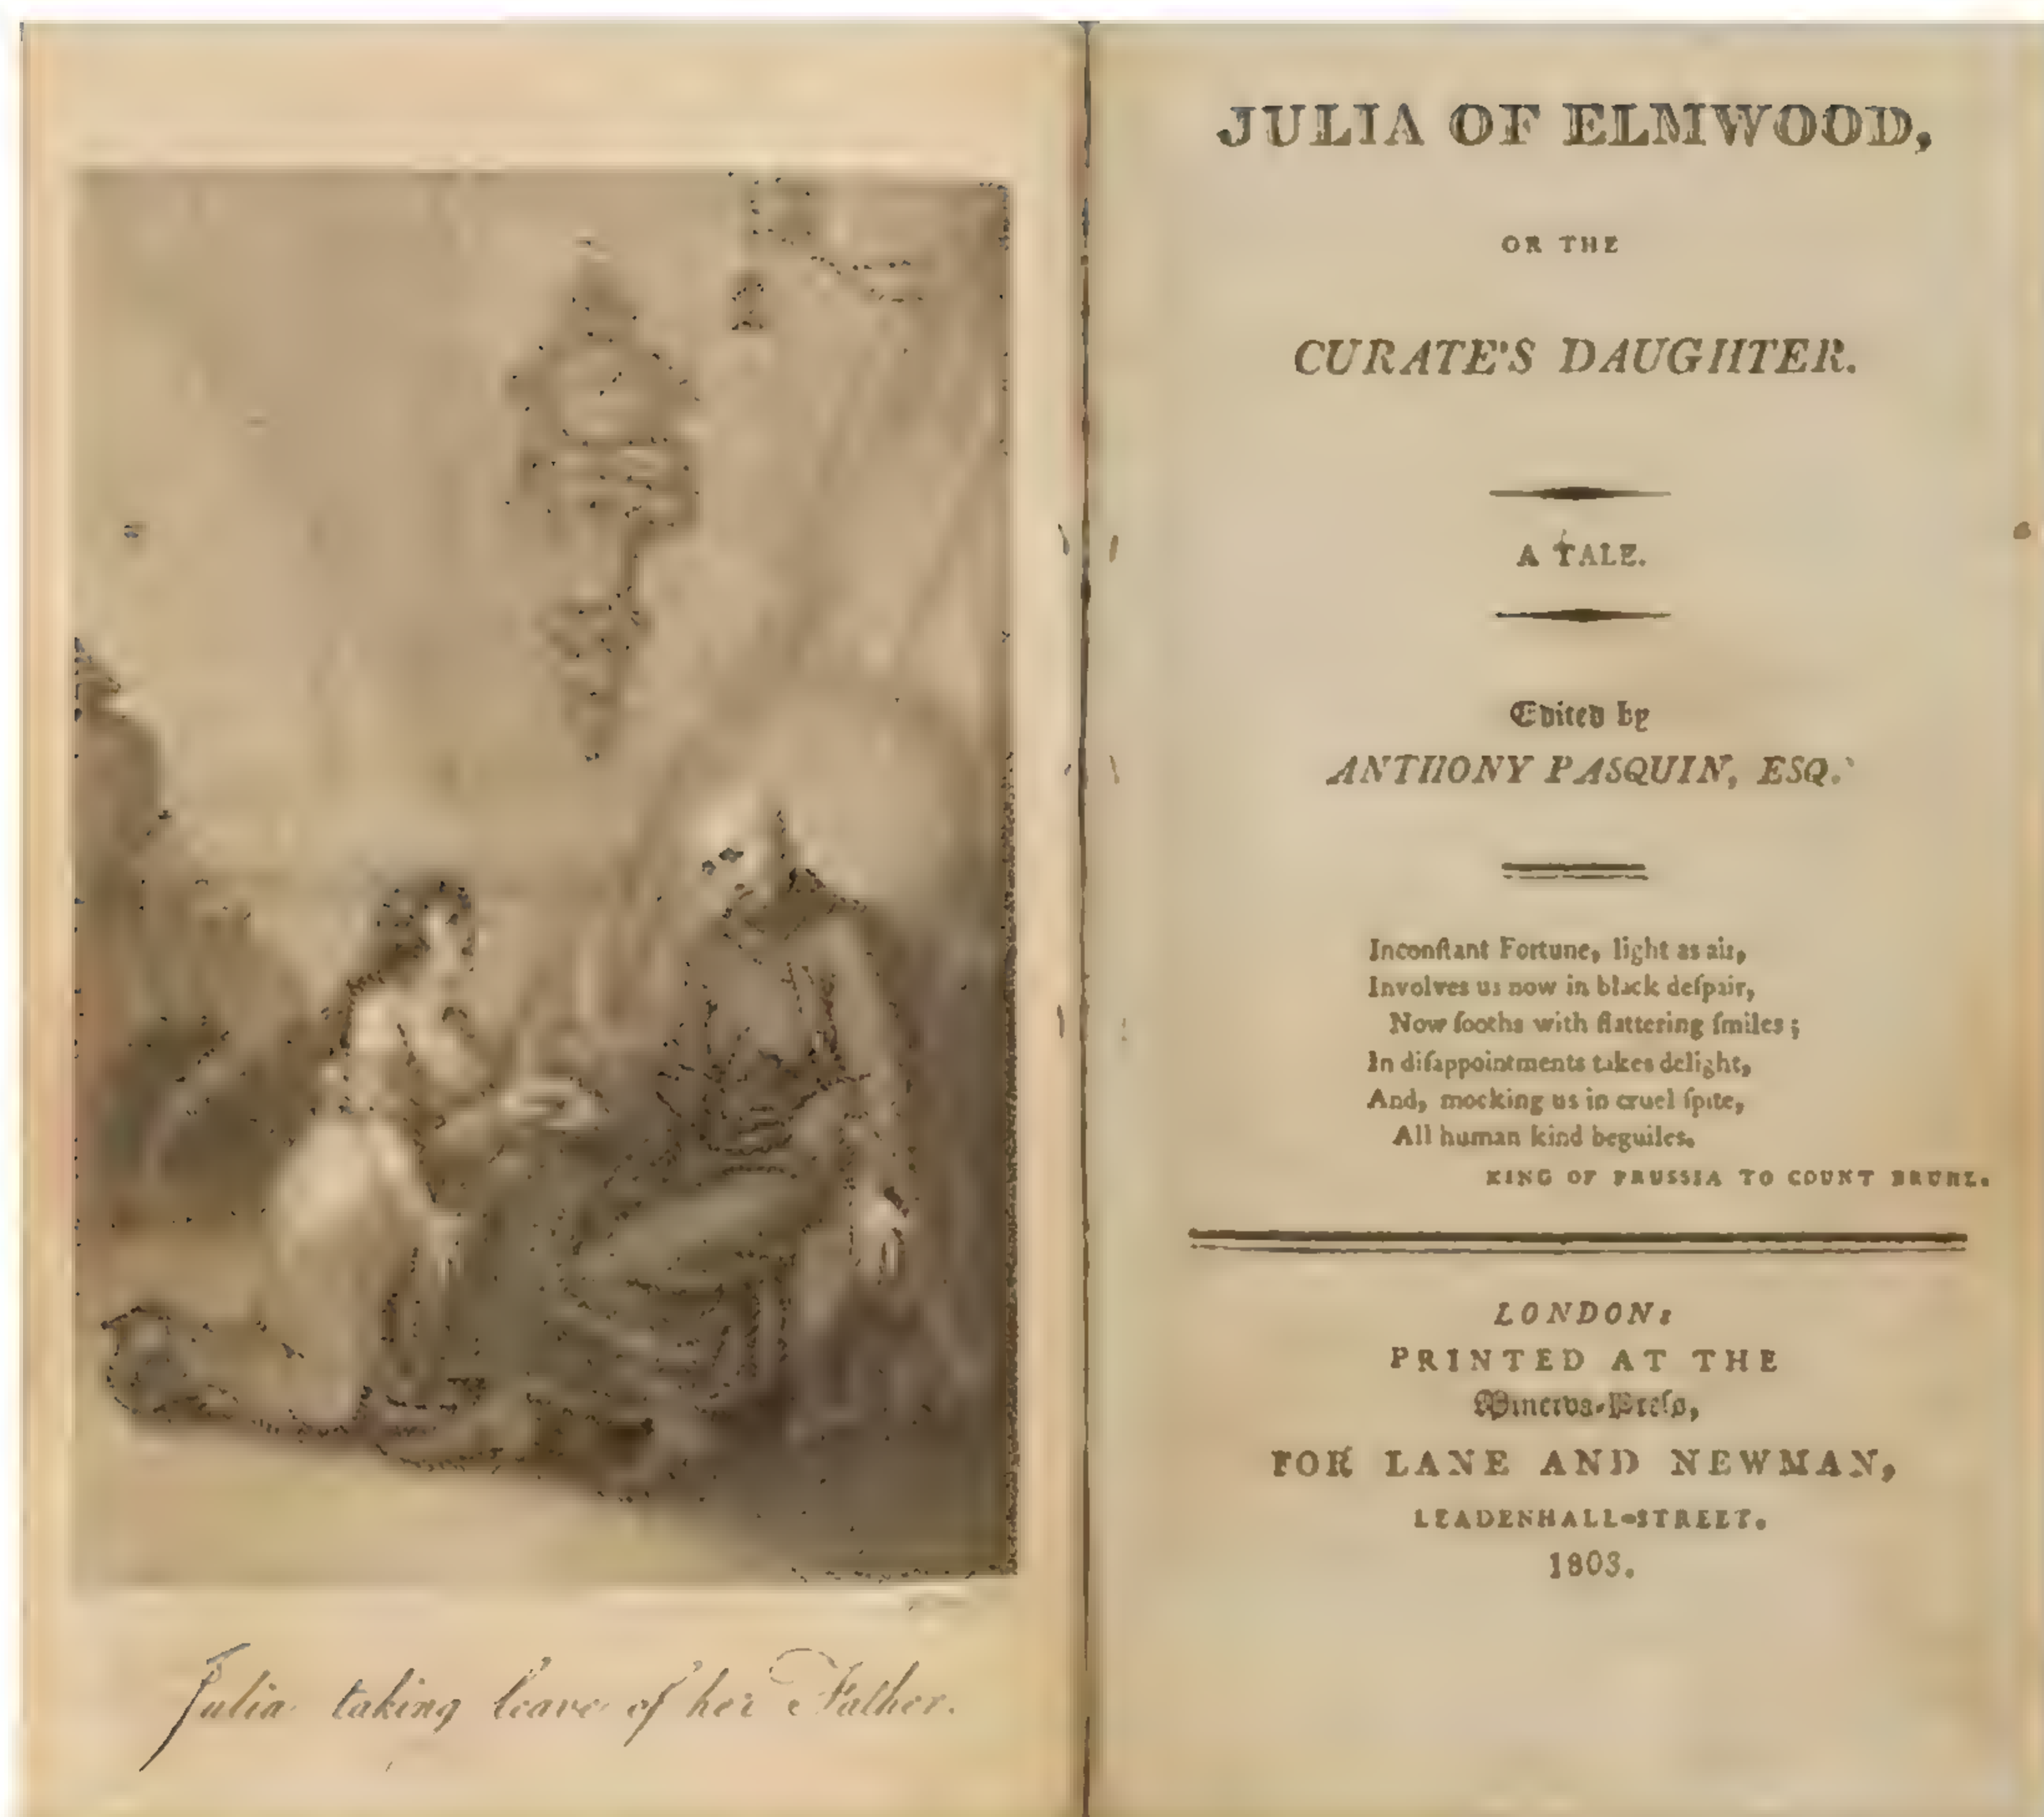 Julia taking leave of her Father.
JULIA OF ELMWOOD,
OR THE
CURATE'S DAUGHTER.
A TALE.
Edited by
ANTHONY PASQUIN, ESQ.
Inconſtant Fortune, light as air,
Involves us now in black deſpair,
Now ſooths with flattering ſmiles;
In diſappointments takes delight,
And, mocking us in cruel ſpite,
All human kind beguiles.
KING OF PRUSSIA TO COUNT BRUHL.
LONDON:
PRINTED AT THE
Minerva-Preſs,
FOR LANE AND NEWMAN,
LEADENHALL-STREET.
1803.